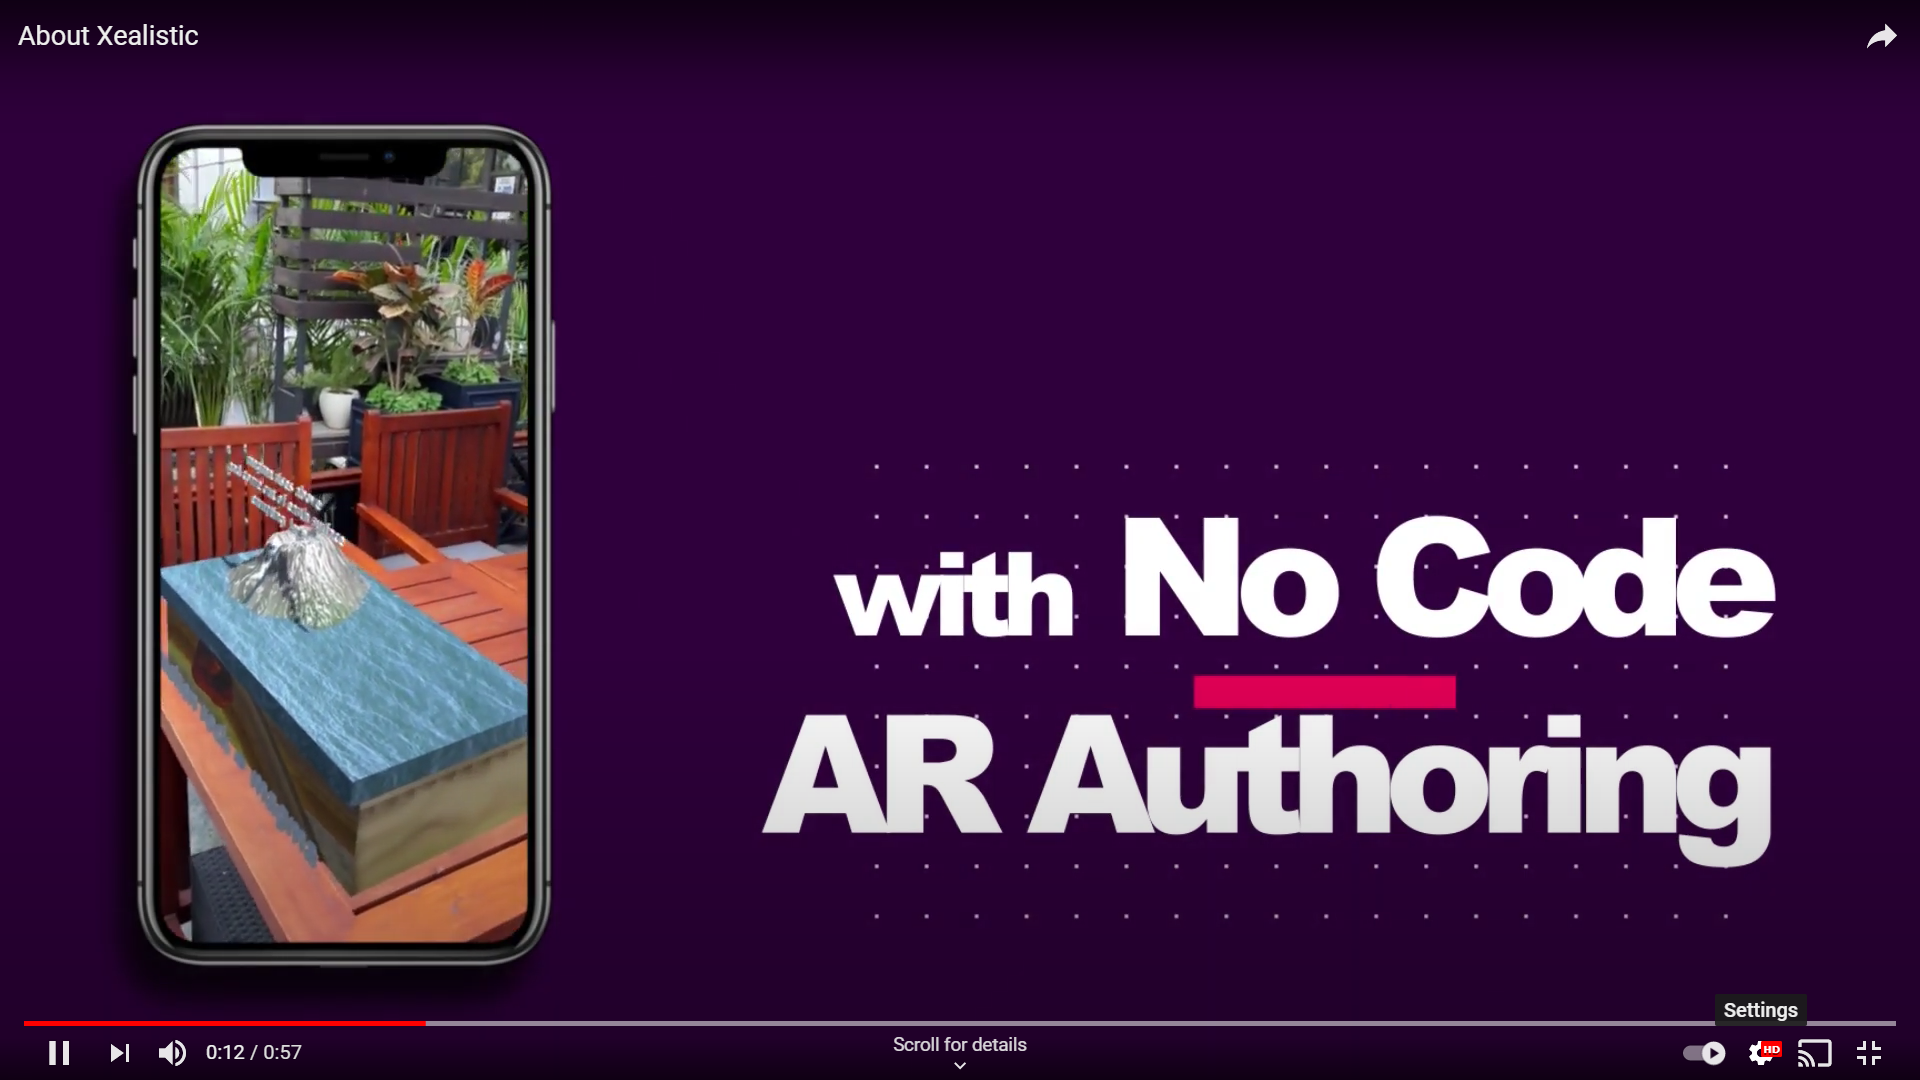 About Xealistic
with No Code
AR Authoring
Settings
0:12 / 0:57
Scroll for details
HD